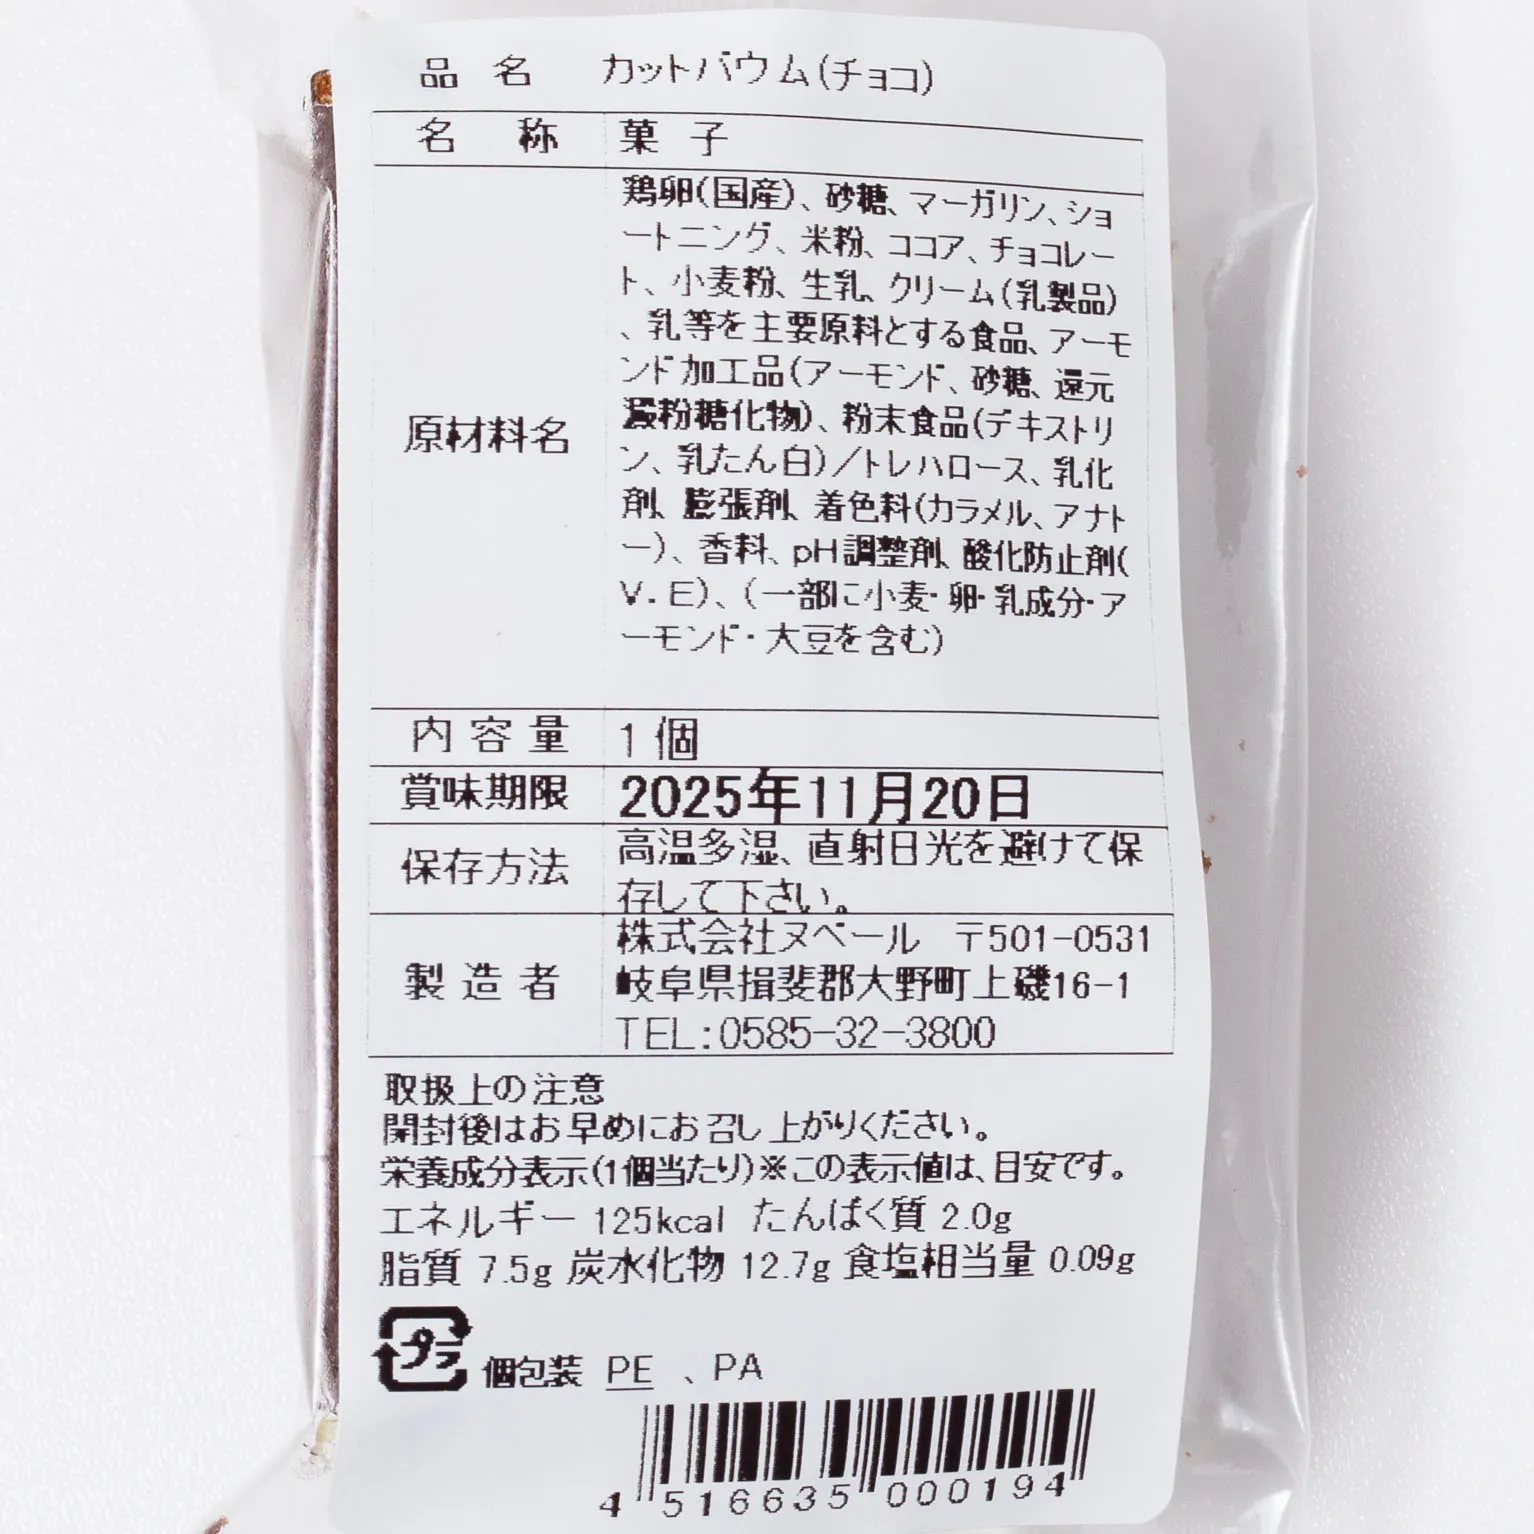 品名 カットバウム(チョコ)
名称 菓子
原材料名
鶏卵(国産)、砂糖、マーガリン、ショ
ートニング、米粉、ココア、チョコレー
ト、小麦粉、生乳、クリーム(乳製品)
、乳等を主要原料とする食品、アーモ
ンド加工品(アーモンド、砂糖、還元
澱粉糖化物)、粉末食品(デキストリ
ン、乳たん白)/トレハロース、乳化
剤、膨張剤、着色料(カラメル、アナト
ー)、香料、pH調整剤、酸化防止剤(
V.E)、(一部に小麦・卵・乳成分・ア
ーモンド・大豆を含む)
内容量 1個
賞味期限 2025年11月20日
保存方法
高温多湿、直射日光を避けて保
存して下さい。
製造者
株式会社ヌベール 〒501-0531
岐阜県揖斐郡大野町上磯16-1
TEL:0585-32-3800
取扱上の注意
開封後はお早めにお召し上がりください。
栄養成分表示(1個当たり)※この表示値は、目安です。
エネルギー 125kcal たんぱく質 2.0g
脂質 7.5g 炭水化物 12.7g 食塩相当量 0.09g
プラ 個包装 PE、PA
4 516635 000194